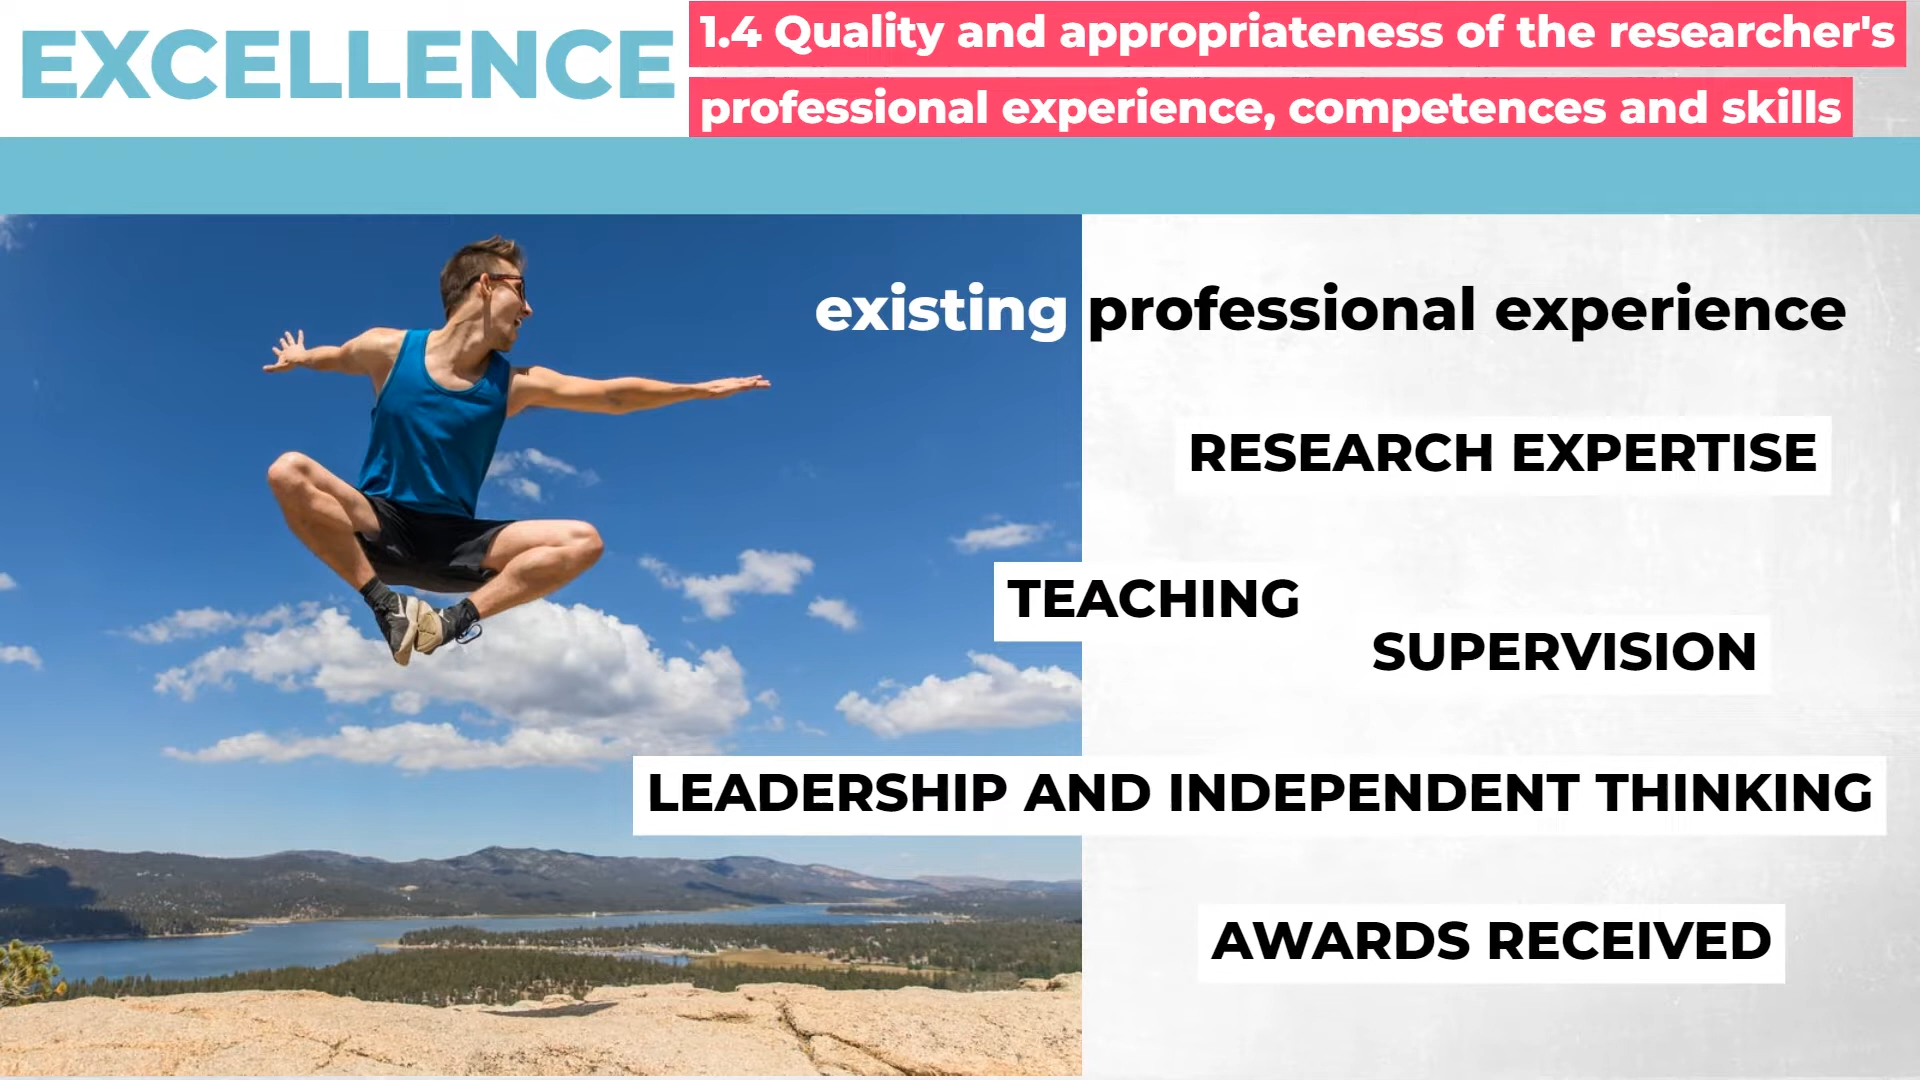 EXCELLENCE
1.4 Quality and appropriateness of the researcher's
professional experience, competences and skills
existing professional experience
RESEARCH EXPERTISE
TEACHING
SUPERVISION
LEADERSHIP AND INDEPENDENT THINKING
AWARDS RECEIVED